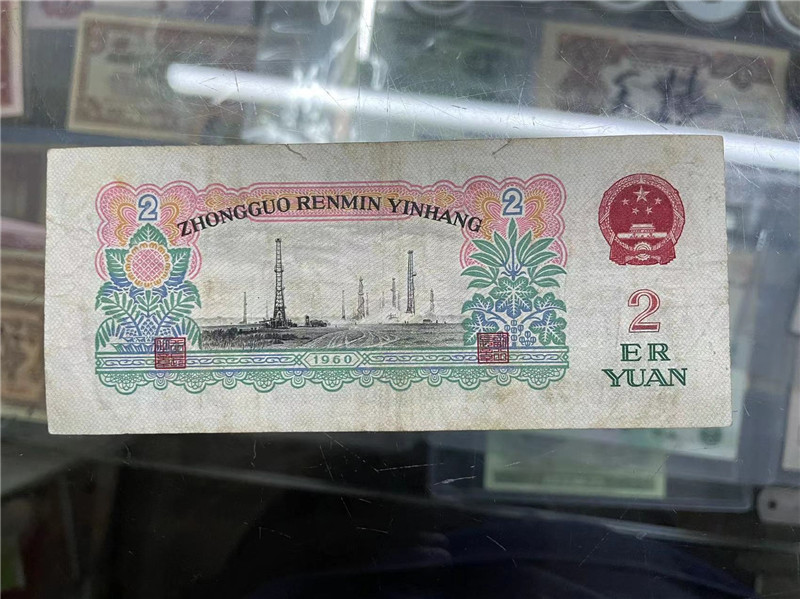 2
2
ZHONGGUO RENMIN YINHANG
1960
2
ER
YUAN